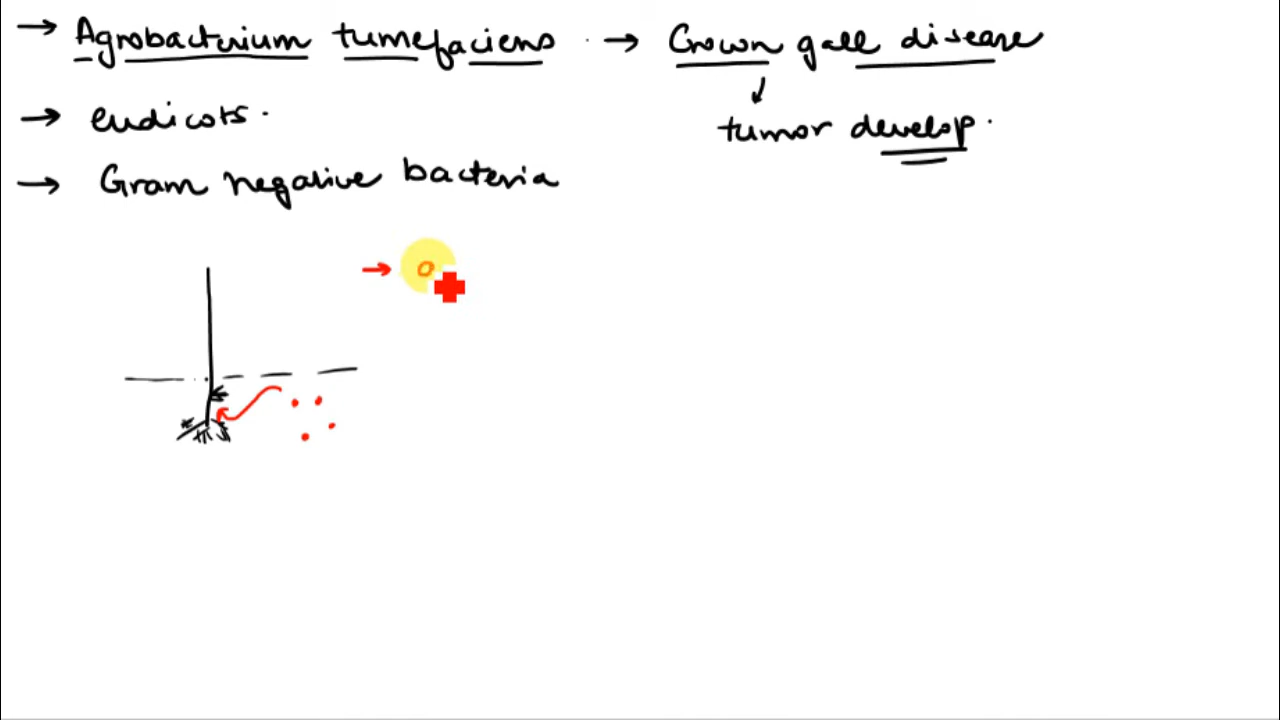 → Agrobacterium tumefaciens → Crown gall disease
↓
tumor develop.
→ eudicots.
→ Gram negative bacteria
→ o